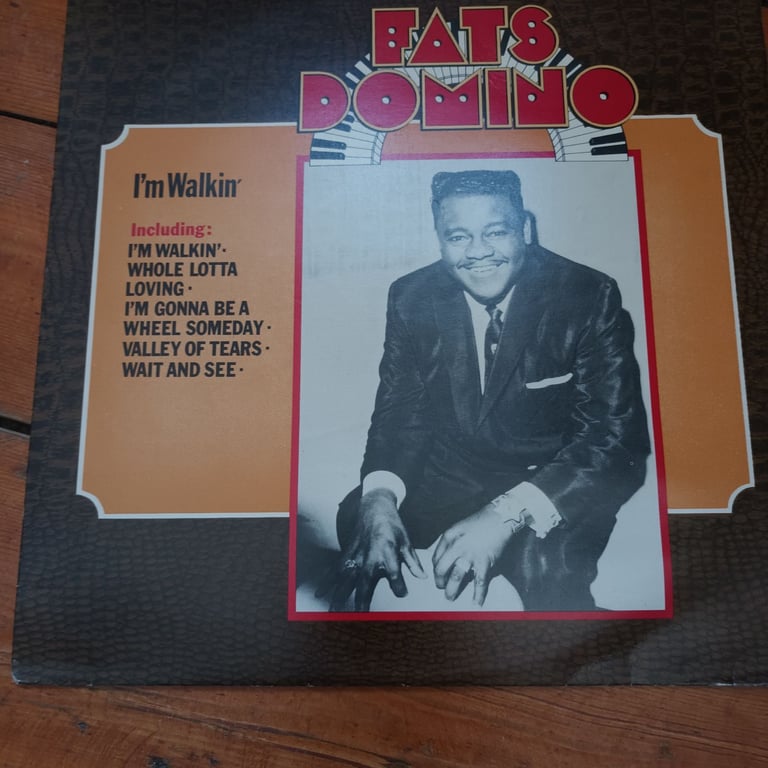 FATS
DOMINO
I'm Walkin'
Including:
I'M WALKIN'·
WHOLE LOTTA
LOVING·
I'M GONNA BE A
WHEEL SOMEDAY·
VALLEY OF TEARS·
WAIT AND SEE·